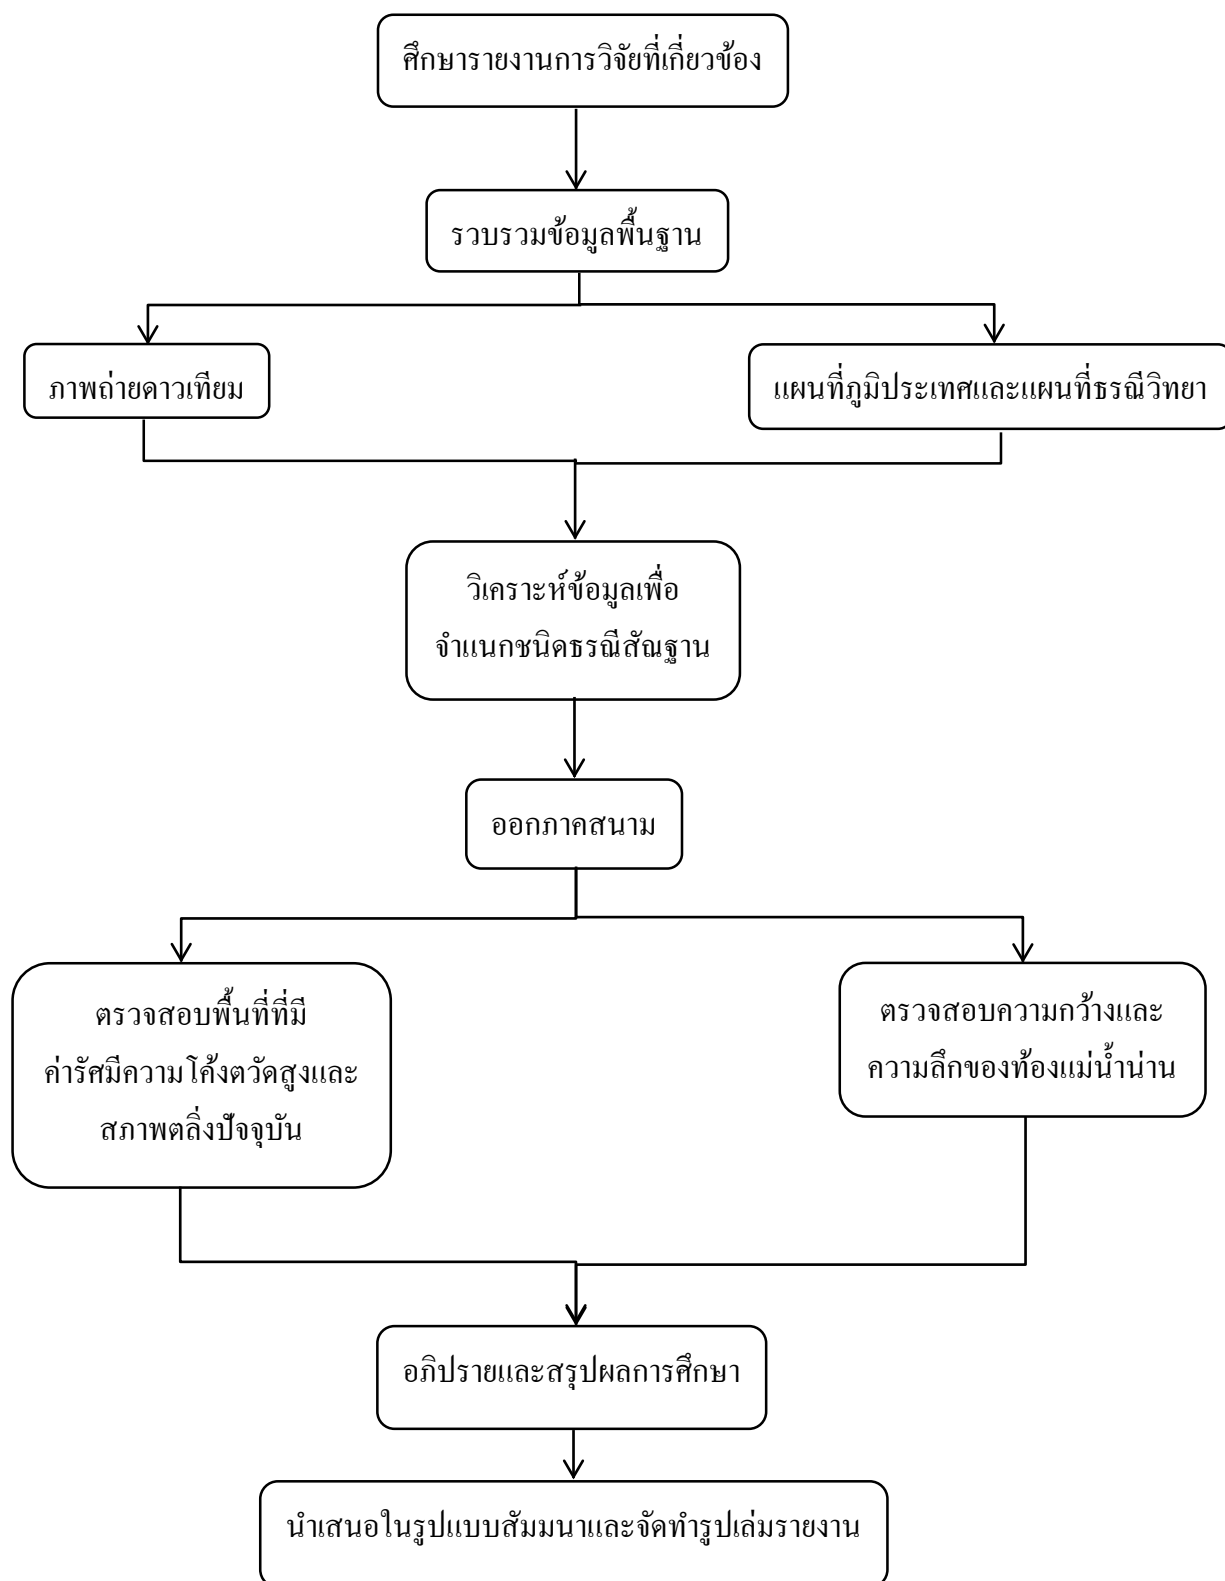 ศึกษารายงานการวิจัยที่เกี่ยวข้อง
รวบรวมข้อมูลพื้นฐาน
ภาพถ่ายดาวเทียม
แผนที่ภูมิประเทศและแผนที่ธรณีวิทยา
วิเคราะห์ข้อมูลเพื่อ
จำแนกชนิดธรณีสัณฐาน
ออกภาคสนาม
ตรวจสอบพื้นที่ที่มี
ค่ารัศมีความโค้งตวัดสูงและ
สภาพตลิ่งปัจจุบัน
ตรวจสอบความกว้างและ
ความลึกของท้องแม่น้ำน่าน
อภิปรายและสรุปผลการศึกษา
นำเสนอในรูปแบบสัมมนาและจัดทำรูปเล่มรายงาน